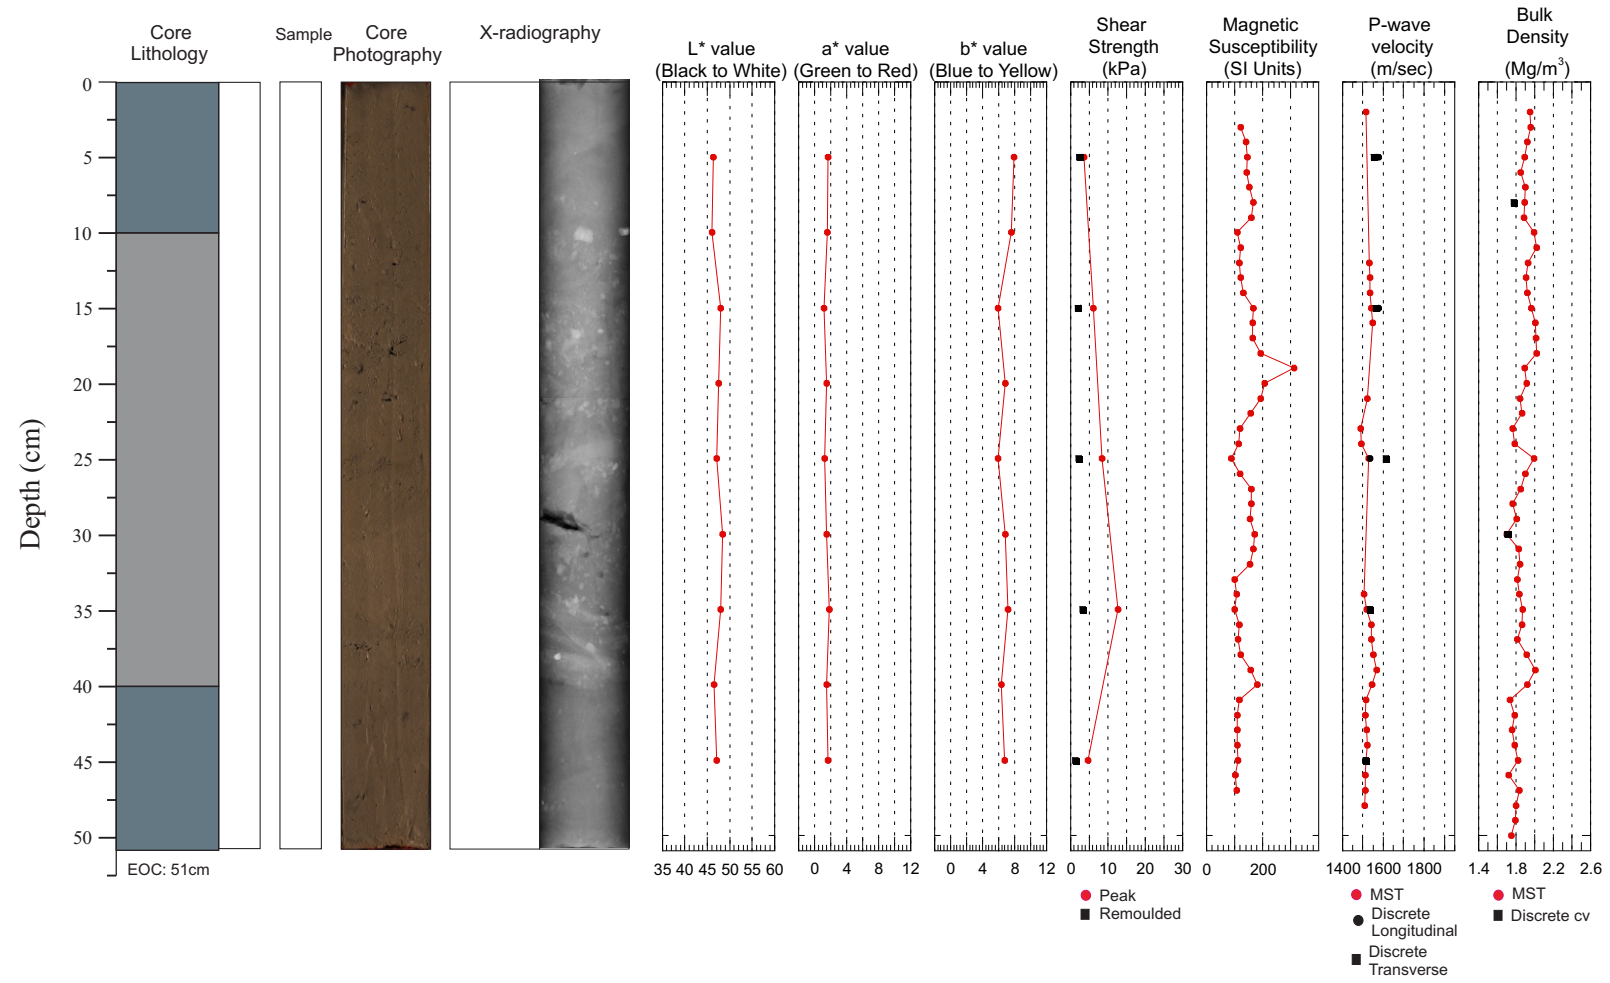 Core
Lithology
Sample
Core
Photography
X-radiography
L* value
(Black to White)
a* value
(Green to Red)
b* value
(Blue to Yellow)
Shear
Strength
(kPa)
Magnetic
Susceptibility
(SI Units)
P-wave
velocity
(m/sec)
Bulk
Density
(Mg/m³)
Depth (cm)
0
5
10
15
20
25
30
35
40
45
50
EOC: 51cm
35 40 45 50 55 60
0 4 8 12
0 4 8 12
0 10 20 30
0 200
1400 1600 1800
1.4 1.8 2.2 2.6
Peak
Remoulded
MST
Discrete
Longitudinal
Discrete
Transverse
MST
Discrete cv